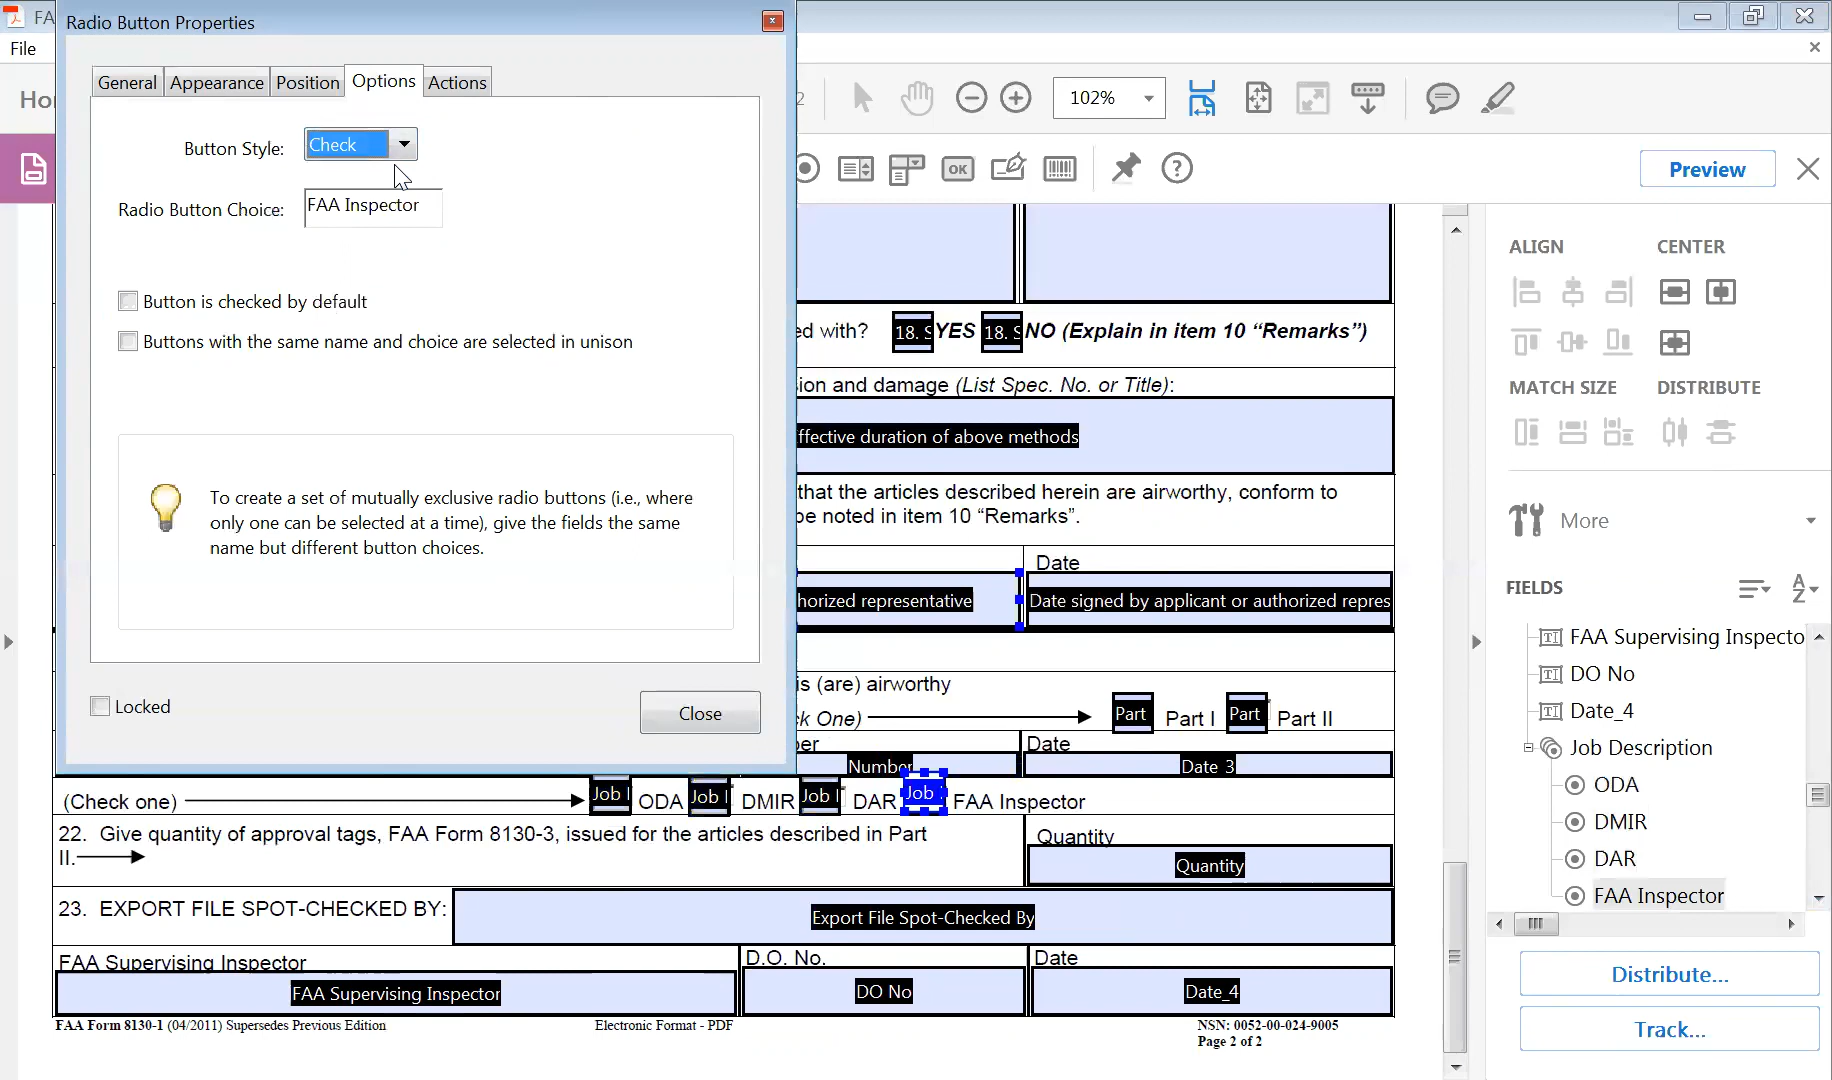 FA
Radio Button Properties
File
General
Appearance
Position
Options
Actions
Button Style:
Check
Radio Button Choice:
FAA Inspector
Button is checked by default
Buttons with the same name and choice are selected in unison
To create a set of mutually exclusive radio buttons (i.e., where
only one can be selected at a time), give the fields the same
name but different button choices.
Locked
Close
Hor
2
102%
OK
Preview
ed with?
18. S
YES
18. S
NO (Explain in item 10 “Remarks”)
ion and damage (List Spec. No. or Title):
ffective duration of above methods
that the articles described herein are airworthy, conform to
be noted in item 10 “Remarks”.
Date
horized representative
Date signed by applicant or authorized repres
is (are) airworthy
ck One)
Part
Part I
Part
Part II
ber
Date
Number
Date 3
(Check one)
Job I
ODA
Job I
DMIR
Job I
DAR
Job
FAA Inspector
22. Give quantity of approval tags, FAA Form 8130-3, issued for the articles described in Part
II.
Quantity
Quantity
23. EXPORT FILE SPOT-CHECKED BY:
Export File Spot-Checked By
FAA Supervising Inspector
D.O. No.
Date
FAA Supervising Inspector
DO No
Date_4
FAA Form 8130-1 (04/2011) Supersedes Previous Edition
Electronic Format - PDF
NSN: 0052-00-024-9005
Page 2 of 2
ALIGN
CENTER
MATCH SIZE
DISTRIBUTE
More
FIELDS
FAA Supervising Inspecto
DO No
Date_4
Job Description
ODA
DMIR
DAR
FAA Inspector
Distribute...
Track...